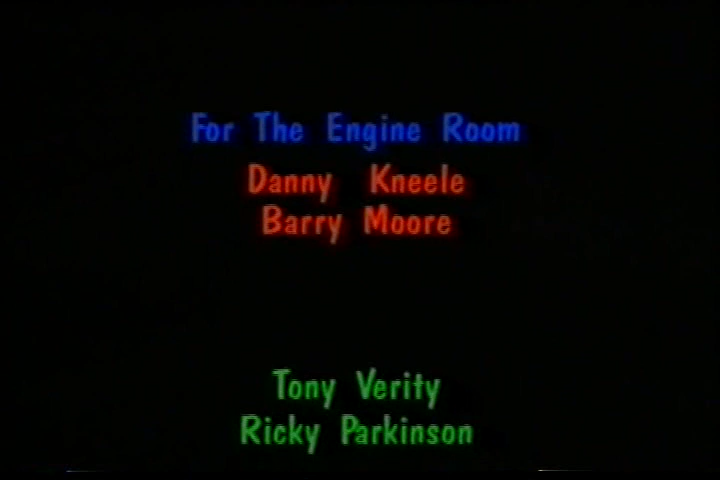 For The Engine Room
Danny Kneele
Barry Moore
Tony Verity
Ricky Parkinson